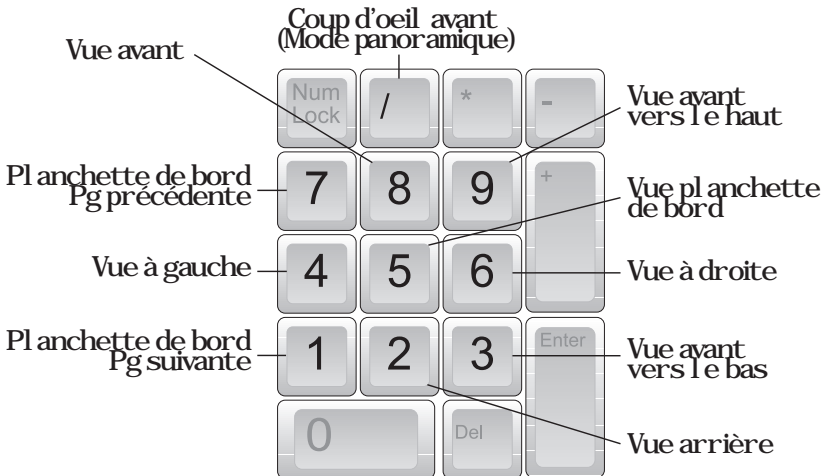 Coup d'oeil avant
(Mode panoramique)
Vue avant
Num
Lock
/
*
-
Vue avant
vers le haut
Planchette de bord
Pg précédente
7
8
9
+
Vue planchette
de bord
Vue à gauche
4
5
6
Vue à droite
Planchette de bord
Pg suivante
1
2
3
Enter
Vue avant
vers le bas
0
Del
Vue arrière